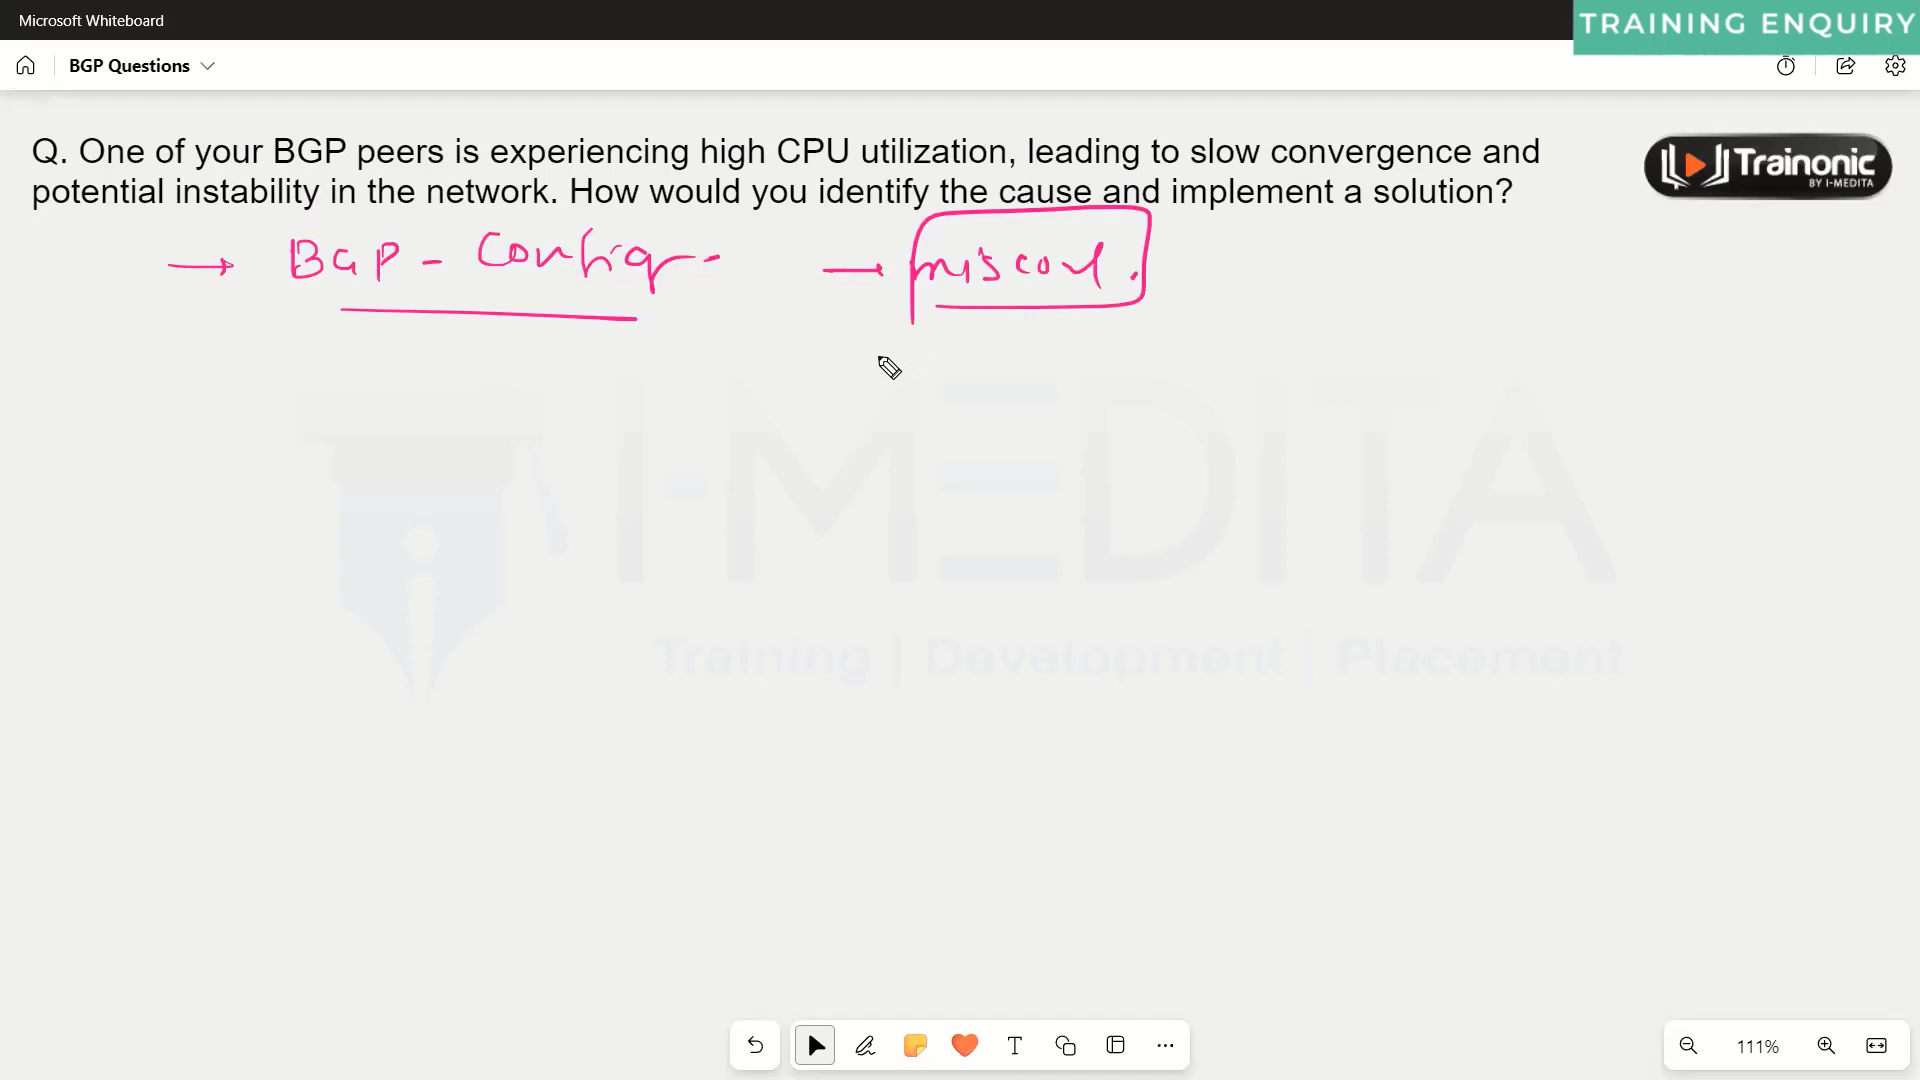 Microsoft Whiteboard
TRAINING ENQUIRY
BGP Questions
Q. One of your BGP peers is experiencing high CPU utilization, leading to slow convergence and
potential instability in the network. How would you identify the cause and implement a solution?
Trainonic
BY I-MEDITA
→ BGP - Config.
I-MEDITA
Training | Development | Placement
111%